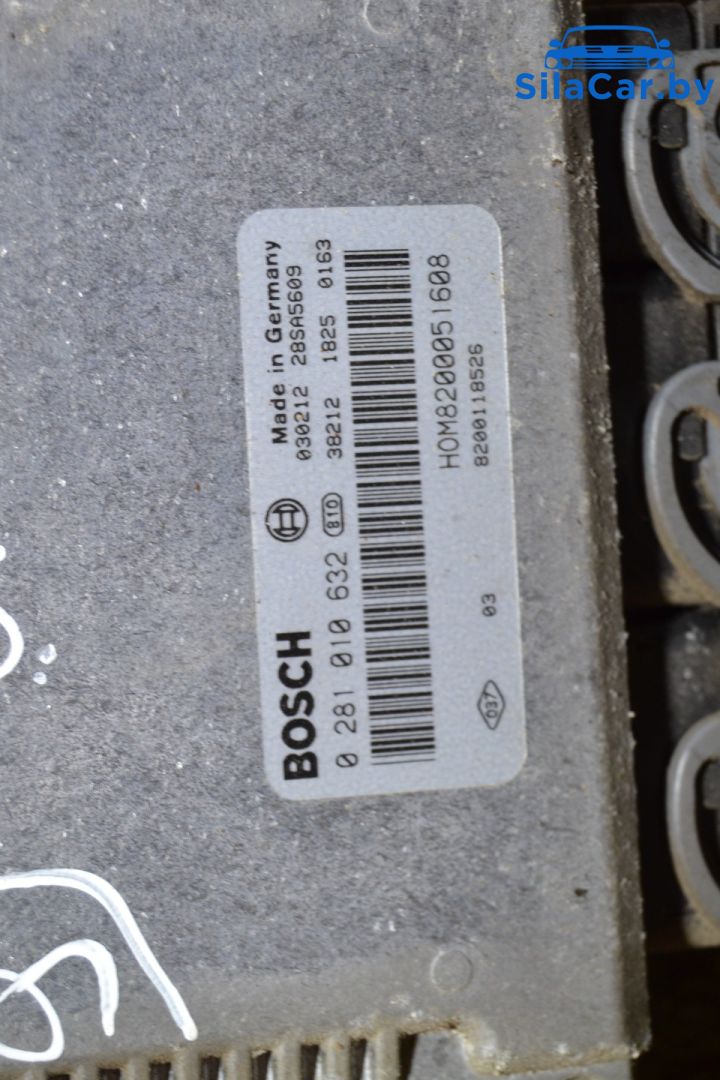 SilaCar.by
Made in Germany
030212 28SA5609
38212 1825 0163
BOSCH
0 281 010 632 810
HOM8200051608
8200118526
03
037